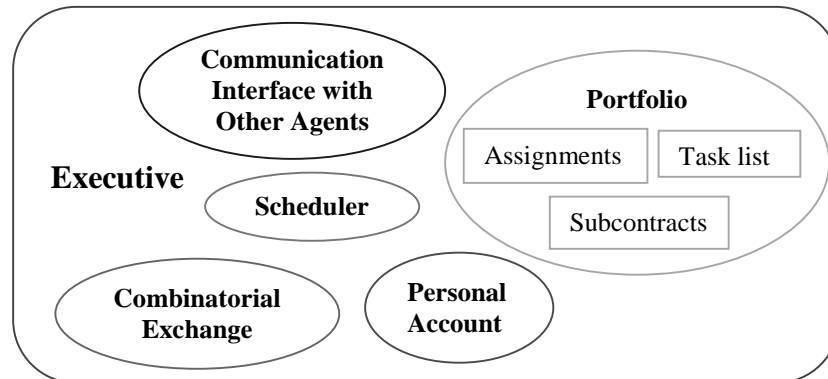 Communication
Interface with
Other Agents
Portfolio
Assignments
Task list
Executive
Scheduler
Subcontracts
Combinatorial
Exchange
Personal
Account